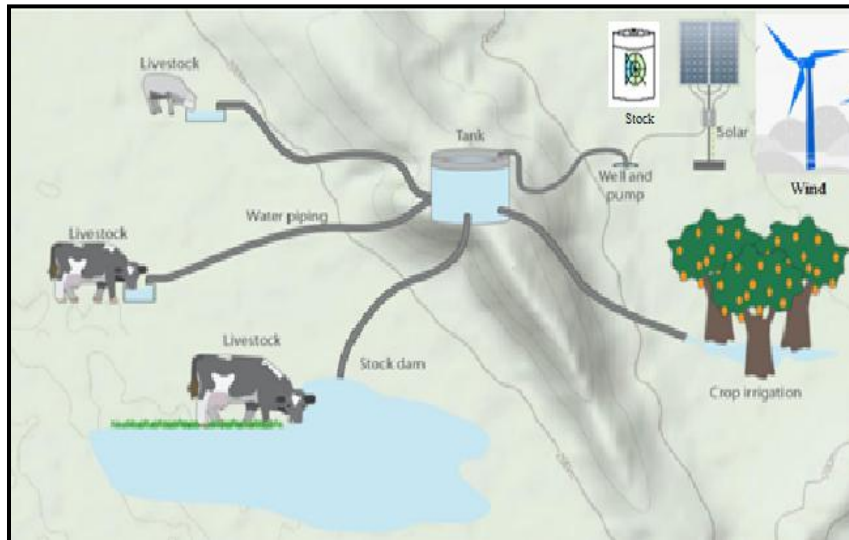 Livestock
Stock
Solar
Tank
Well and
pump
Wind
Water piping
Livestock
Livestock
Stock dam
Crop irrigation